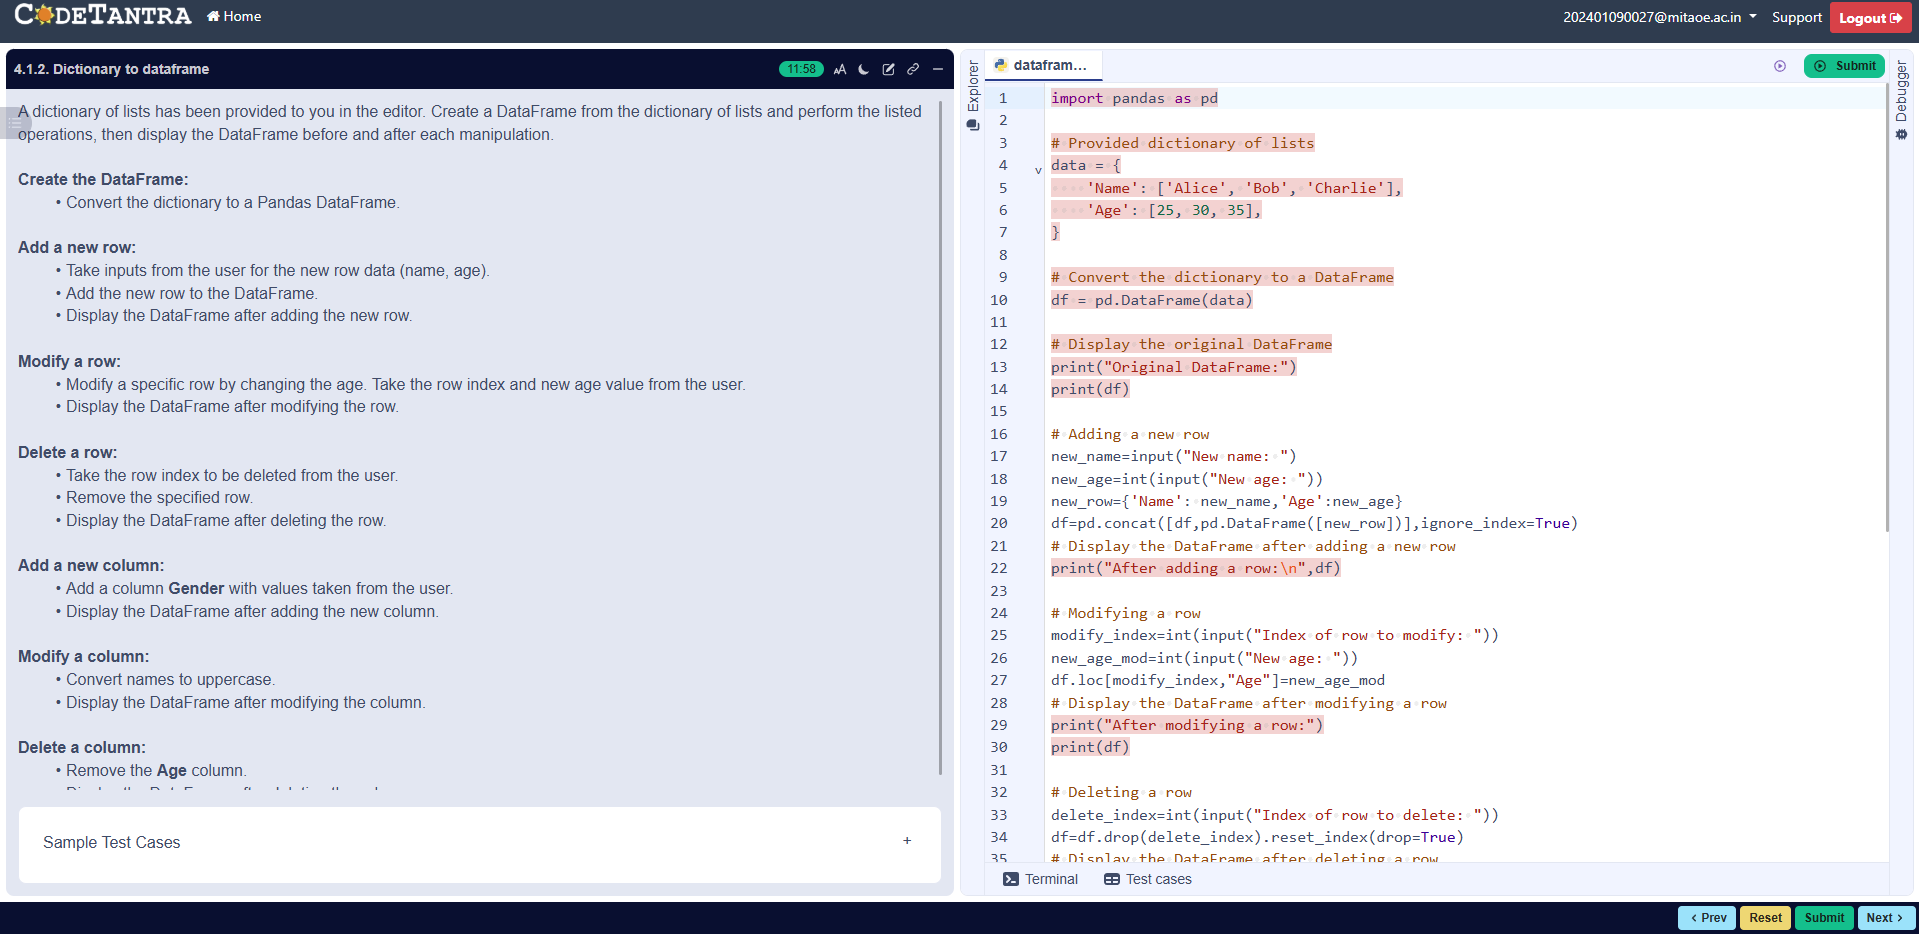 CODETANTRA
Home
202401090027@mitaoe.ac.in
Support
Logout
4.1.2. Dictionary to dataframe
11:58
A dictionary of lists has been provided to you in the editor. Create a DataFrame from the dictionary of lists and perform the listed
operations, then display the DataFrame before and after each manipulation.
Create the DataFrame:
• Convert the dictionary to a Pandas DataFrame.
Add a new row:
• Take inputs from the user for the new row data (name, age).
• Add the new row to the DataFrame.
• Display the DataFrame after adding the new row.
Modify a row:
• Modify a specific row by changing the age. Take the row index and new age value from the user.
• Display the DataFrame after modifying the row.
Delete a row:
• Take the row index to be deleted from the user.
• Remove the specified row.
• Display the DataFrame after deleting the row.
Add a new column:
• Add a column Gender with values taken from the user.
• Display the DataFrame after adding the new column.
Modify a column:
• Convert names to uppercase.
• Display the DataFrame after modifying the column.
Delete a column:
• Remove the Age column.
Sample Test Cases
+
Explorer
datafram...
Submit
Debugger
1 import pandas as pd
2
3 # Provided dictionary of lists
4 data = {
5     'Name': ['Alice', 'Bob', 'Charlie'],
6     'Age': [25, 30, 35],
7 }
8
9 # Convert the dictionary to a DataFrame
10 df = pd.DataFrame(data)
11
12 # Display the original DataFrame
13 print("Original DataFrame:")
14 print(df)
15
16 # Adding a new row
17 new_name=input("New name: ")
18 new_age=int(input("New age: "))
19 new_row={'Name': new_name,'Age':new_age}
20 df=pd.concat([df,pd.DataFrame([new_row])],ignore_index=True)
21 # Display the DataFrame after adding a new row
22 print("After adding a row:\n",df)
23
24 # Modifying a row
25 modify_index=int(input("Index of row to modify: "))
26 new_age_mod=int(input("New age: "))
27 df.loc[modify_index,"Age"]=new_age_mod
28 # Display the DataFrame after modifying a row
29 print("After modifying a row:")
30 print(df)
31
32 # Deleting a row
33 delete_index=int(input("Index of row to delete: "))
34 df=df.drop(delete_index).reset_index(drop=True)
35 # Display the DataFrame after deleting a row
Terminal
Test cases
Prev
Reset
Submit
Next